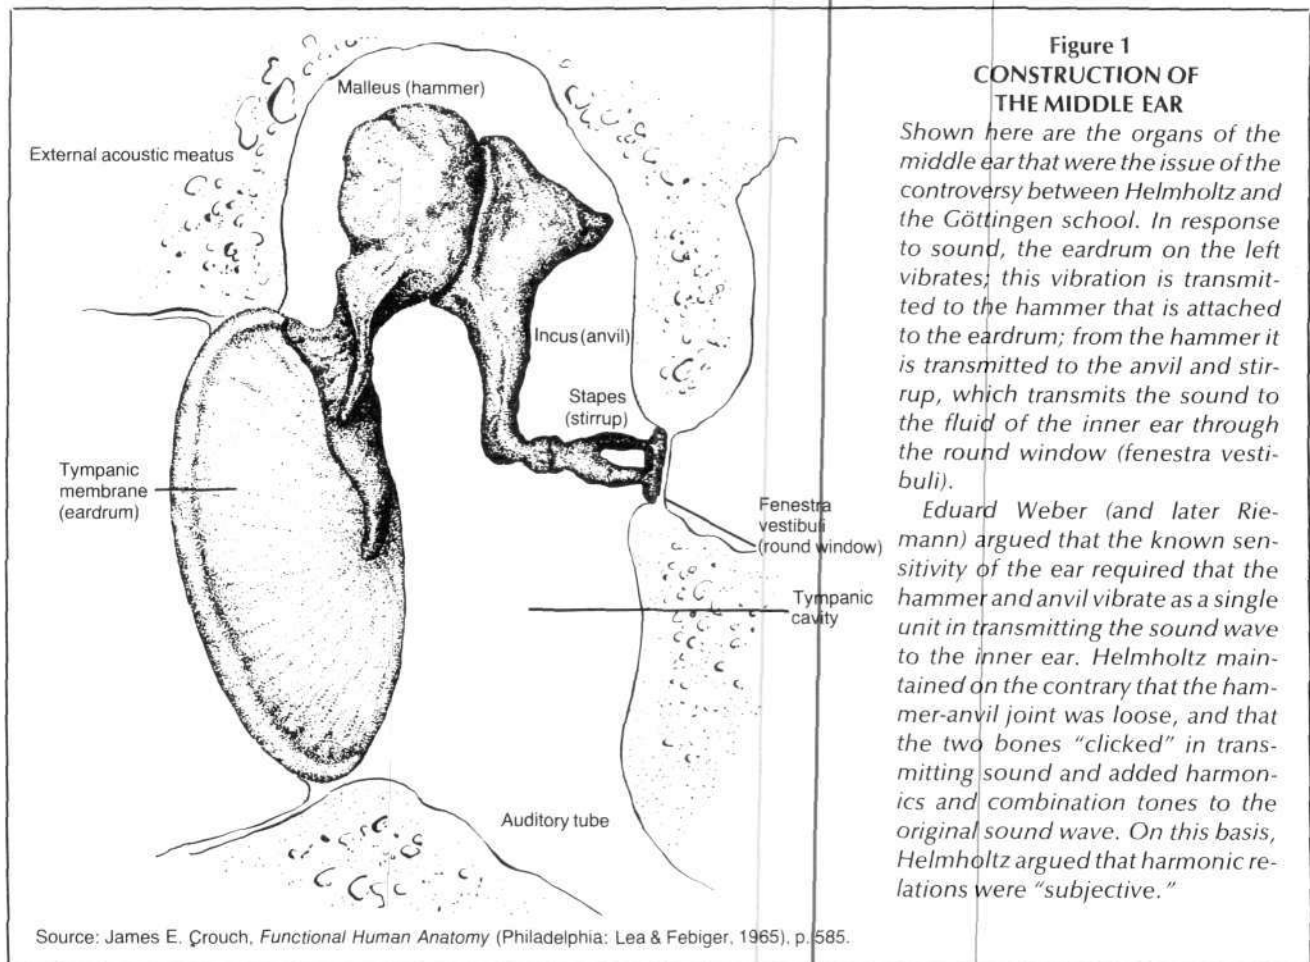 Malleus (hammer)
External acoustic meatus
Incus (anvil)
Stapes
(stirrup)
Tympanic
membrane
(eardrum)
Fenestra
vestibuli
(round window)
Tympanic
cavity
Auditory tube
Source: James E. Crouch, Functional Human Anatomy (Philadelphia: Lea & Febiger, 1965), p. 585.
Figure 1
CONSTRUCTION OF
THE MIDDLE EAR
Shown here are the organs of the
middle ear that were the issue of the
controversy between Helmholtz and
the Göttingen school. In response
to sound, the eardrum on the left
vibrates; this vibration is transmit-
ted to the hammer that is attached
to the eardrum; from the hammer it
is transmitted to the anvil and stir-
rup, which transmits the sound to
the fluid of the inner ear through
the round window (fenestra vesti-
buli).
Eduard Weber (and later Rie-
mann) argued that the known sen-
sitivity of the ear required that the
hammer and anvil vibrate as a single
unit in transmitting the sound wave
to the inner ear. Helmholtz main-
tained on the contrary that the ham-
mer-anvil joint was loose, and that
the two bones “clicked” in trans-
mitting sound and added harmon-
ics and combination tones to the
original sound wave. On this basis,
Helmholtz argued that harmonic re-
lations were “subjective.”